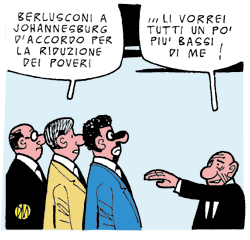 BERLUSCONI A
JOHANNESBURG
D'ACCORDO PER
LA RIDUZIONE
DEI POVERI
...LI VORREI
TUTTI UN PO'
PIU' BASSI
DI ME!